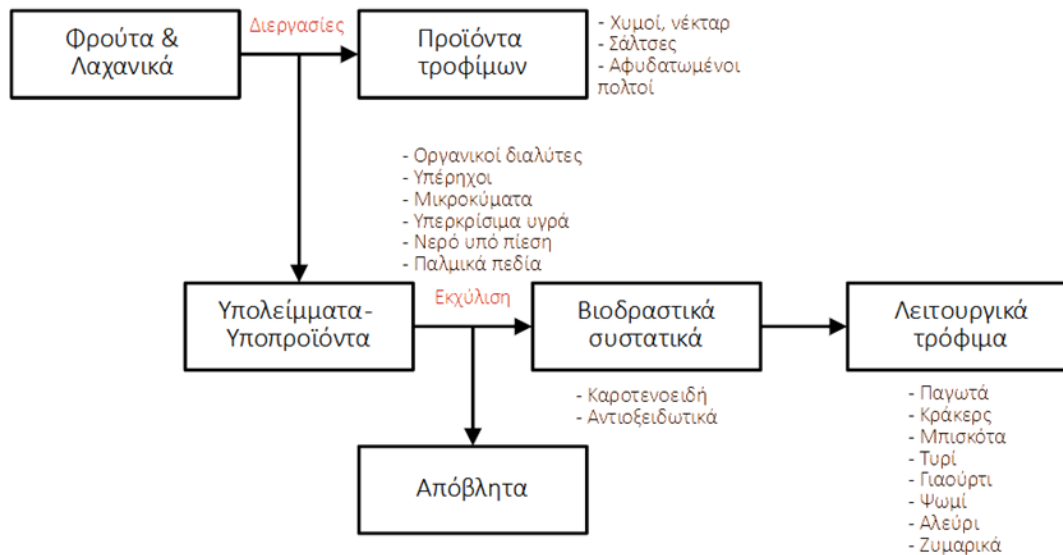 Φρούτα &
Λαχανικά
Διεργασίες
Προϊόντα
τροφίμων
- Χυμοί, νέκταρ
- Σάλτσες
- Αφυδατωμένοι
πολτοί
- Οργανικοί διαλύτες
- Υπέρηχοι
- Μικροκύματα
- Υπερκρίσιμα υγρά
- Νερό υπό πίεση
- Παλμικά πεδία
Υπολείμματα-
Υποπροϊόντα
Εκχύλιση
Βιοδραστικά
συστατικά
Λειτουργικά
τρόφιμα
- Καροτενοειδή
- Αντιοξειδωτικά
- Παγωτά
- Κράκερς
- Μπισκότα
- Τυρί
- Γιαούρτι
- Ψωμί
- Αλεύρι
- Ζυμαρικά
Απόβλητα